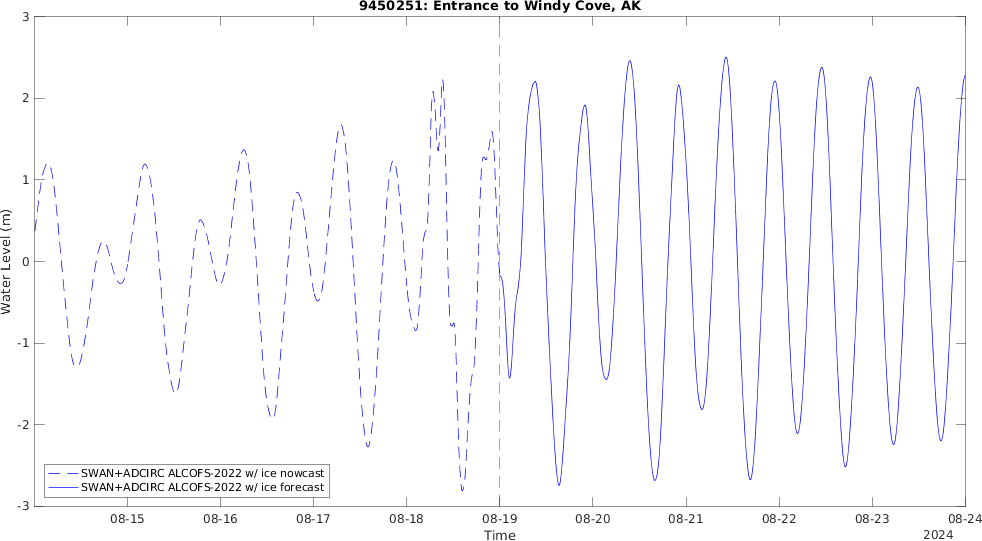 9450251: Entrance to Windy Cove, AK
3
2
1
0
-1
-2
-3
Water Level (m)
SWAN+ADCIRC ALCOFS-2022 w/ ice nowcast
SWAN+ADCIRC ALCOFS-2022 w/ ice forecast
08-15 08-16 08-17 08-18 08-19 08-20 08-21 08-22 08-23 08-24
Time
2024